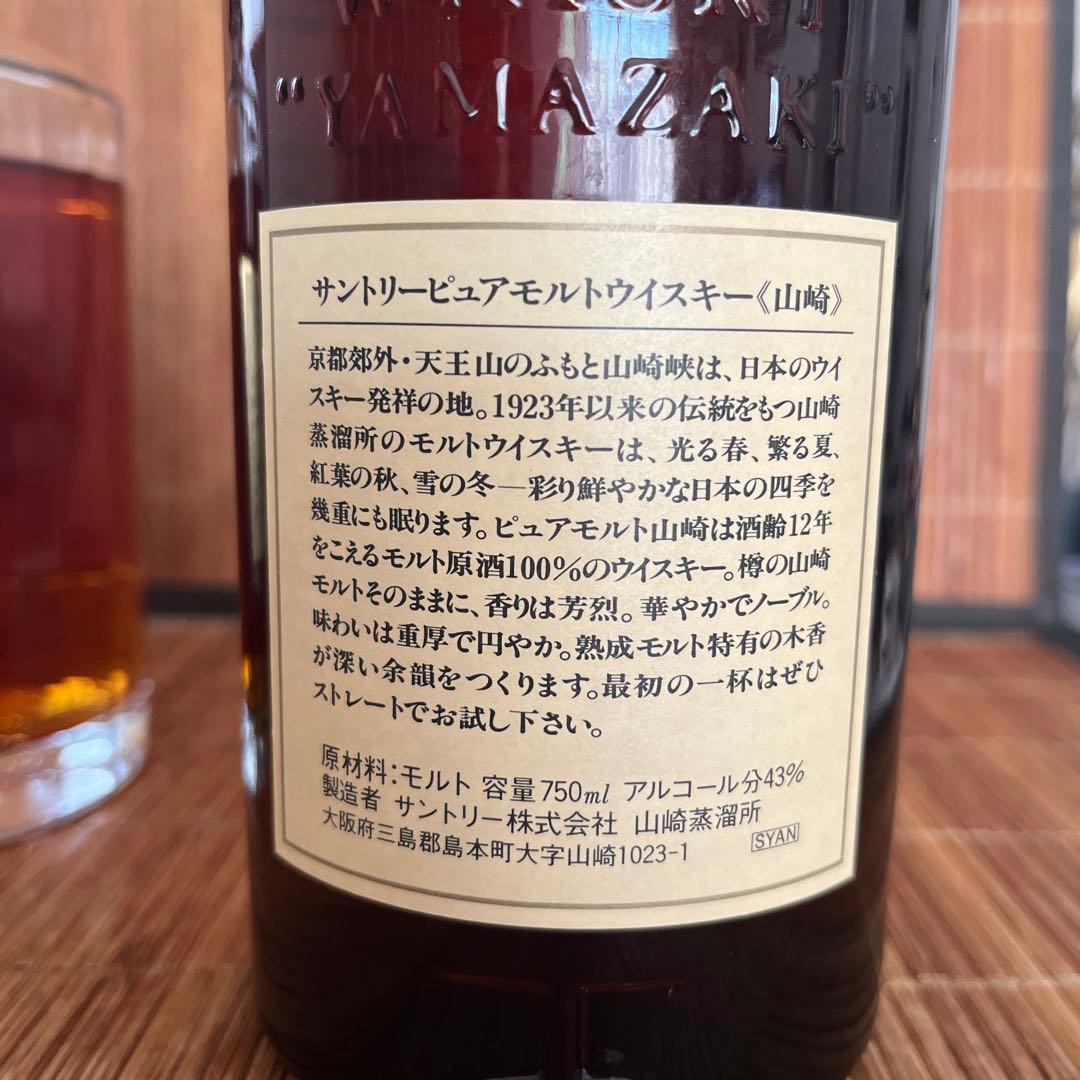 "YAMAZAKI"
サントリーピュアモルトウイスキー《山崎》
京都郊外・天王山のふもと山崎峡は、日本のウイ
スキー発祥の地。1923年以来の伝統をもつ山崎
蒸溜所のモルトウイスキーは、光る春、繁る夏、
紅葉の秋、雪の冬―彩り鮮やかな日本の四季を
幾重にも眠ります。ピュアモルト山崎は酒齢12年
をこえるモルト原酒100%のウイスキー。樽の山崎
モルトそのままに、香りは芳烈。華やかでノーブル。
味わいは重厚で円やか。熟成モルト特有の木香
が深い余韻をつくります。最初の一杯はぜひ
ストレートでお試し下さい。
原材料:モルト 容量750ml アルコール分43%
製造者 サントリー株式会社 山崎蒸溜所
大阪府三島郡島本町大字山崎1023-1 SYAN